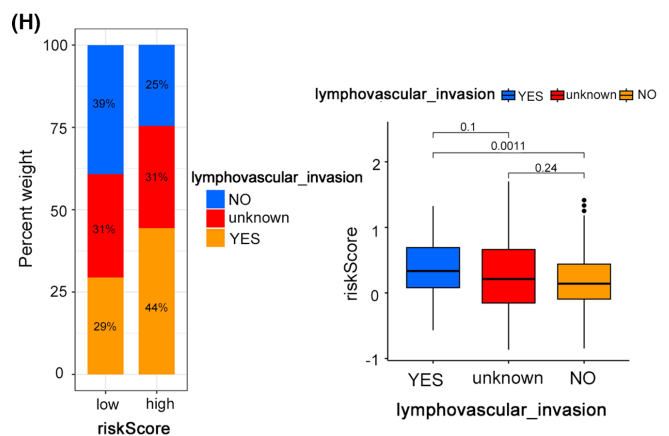 (H)
Percent weight
100
75
50
25
0
39%
31%
29%
25%
31%
44%
low
high
riskScore
lymphovascular_invasion
NO
unknown
YES
lymphovascular_invasion YES unknown NO
riskScore
2
1
0
-1
0.1
0.0011
0.24
YES
unknown
NO
lymphovascular_invasion